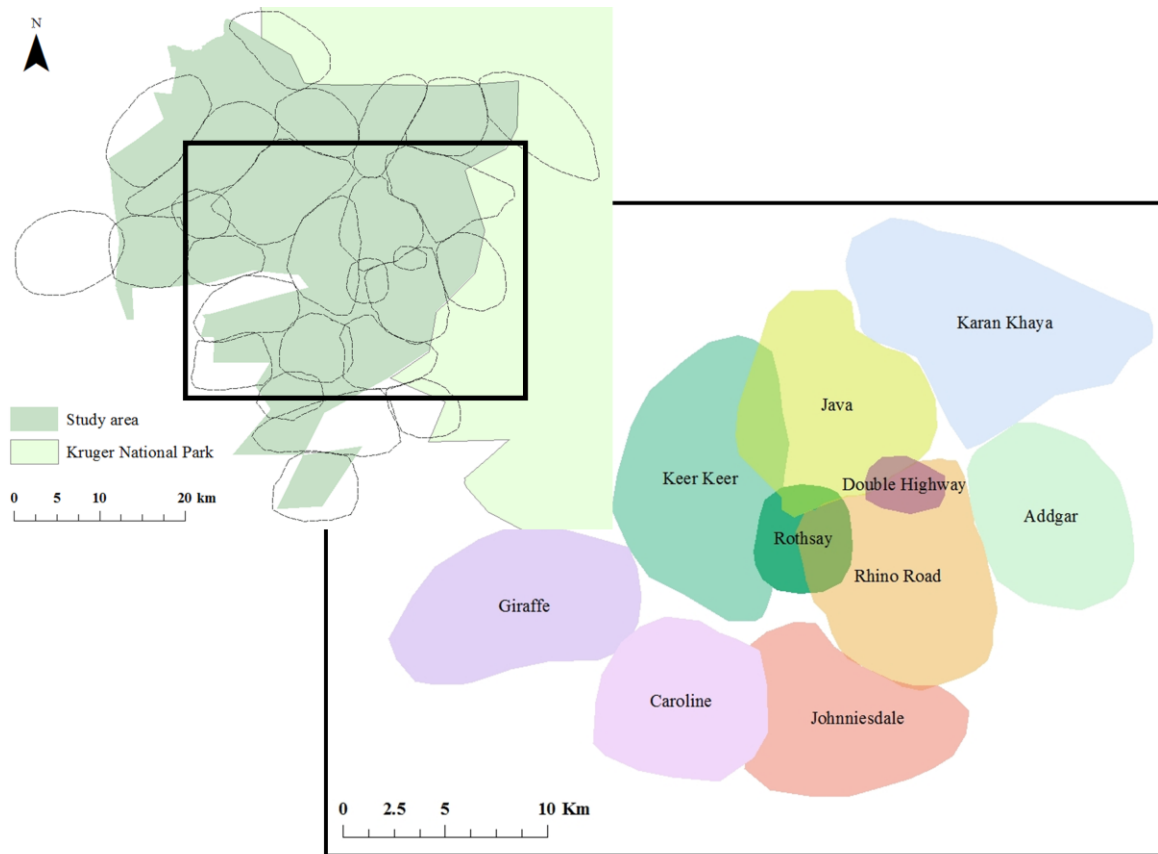 N
Study area
Kruger National Park
0 5 10 20 km
Karan Khaya
Java
Keer Keer
Double Highway
Addgar
Rothsay
Rhino Road
Giraffe
Caroline
Johnniesdale
0 2.5 5 10 Km